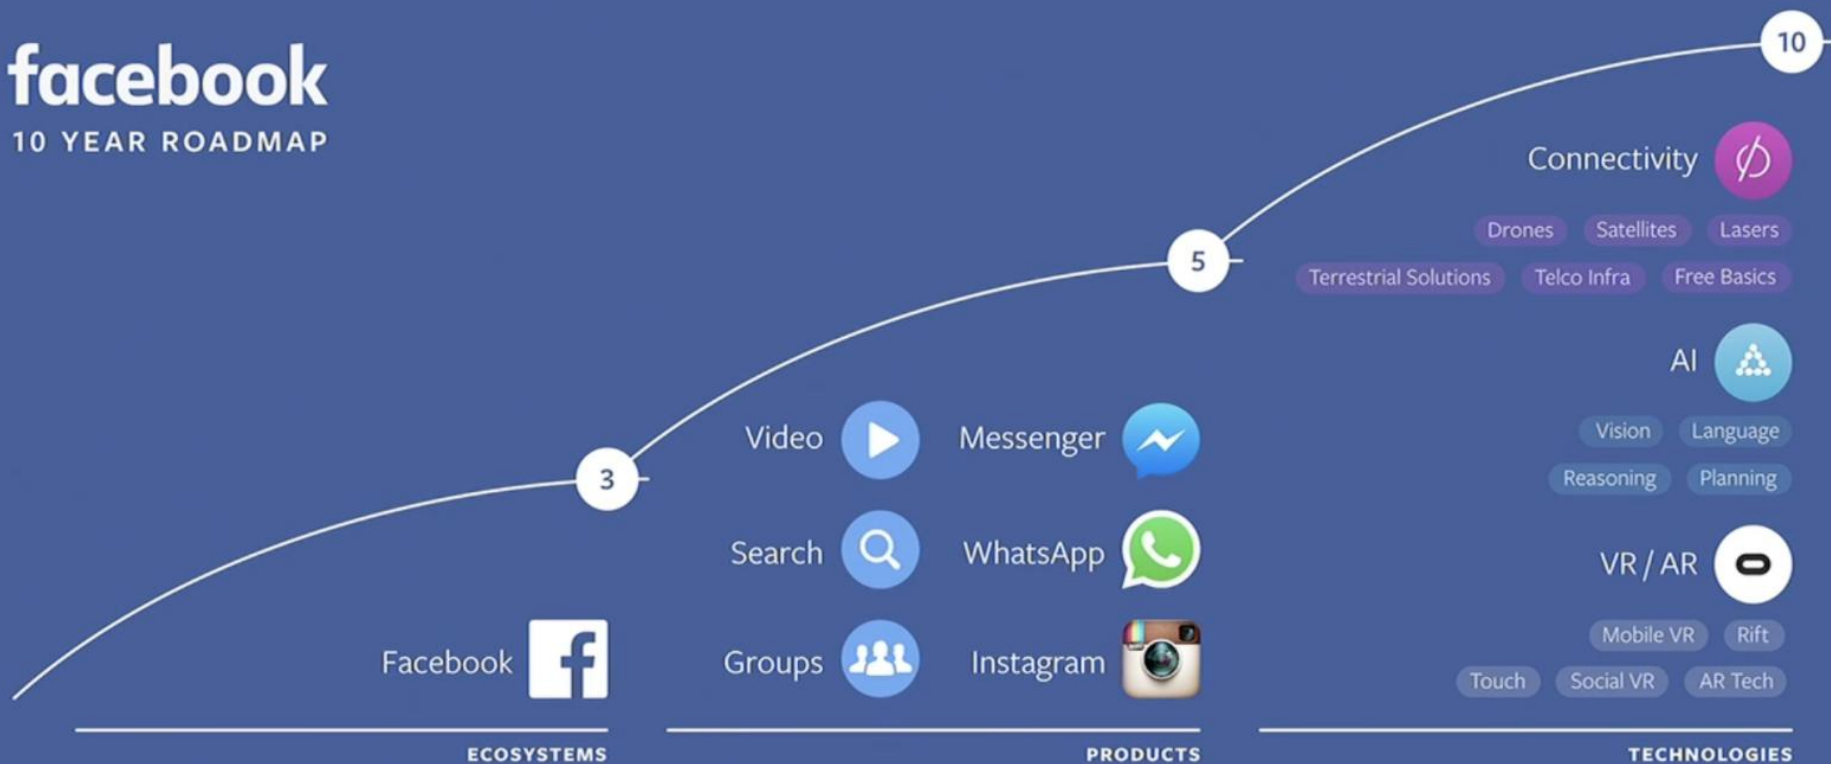 facebook
10 YEAR ROADMAP
3
5
10
Facebook
ECOSYSTEMS
Video
Messenger
Search
WhatsApp
Groups
Instagram
PRODUCTS
Connectivity
Drones Satellites Lasers
Terrestrial Solutions Telco Infra Free Basics
AI
Vision Language
Reasoning Planning
VR / AR
Mobile VR Rift
Touch Social VR AR Tech
TECHNOLOGIES